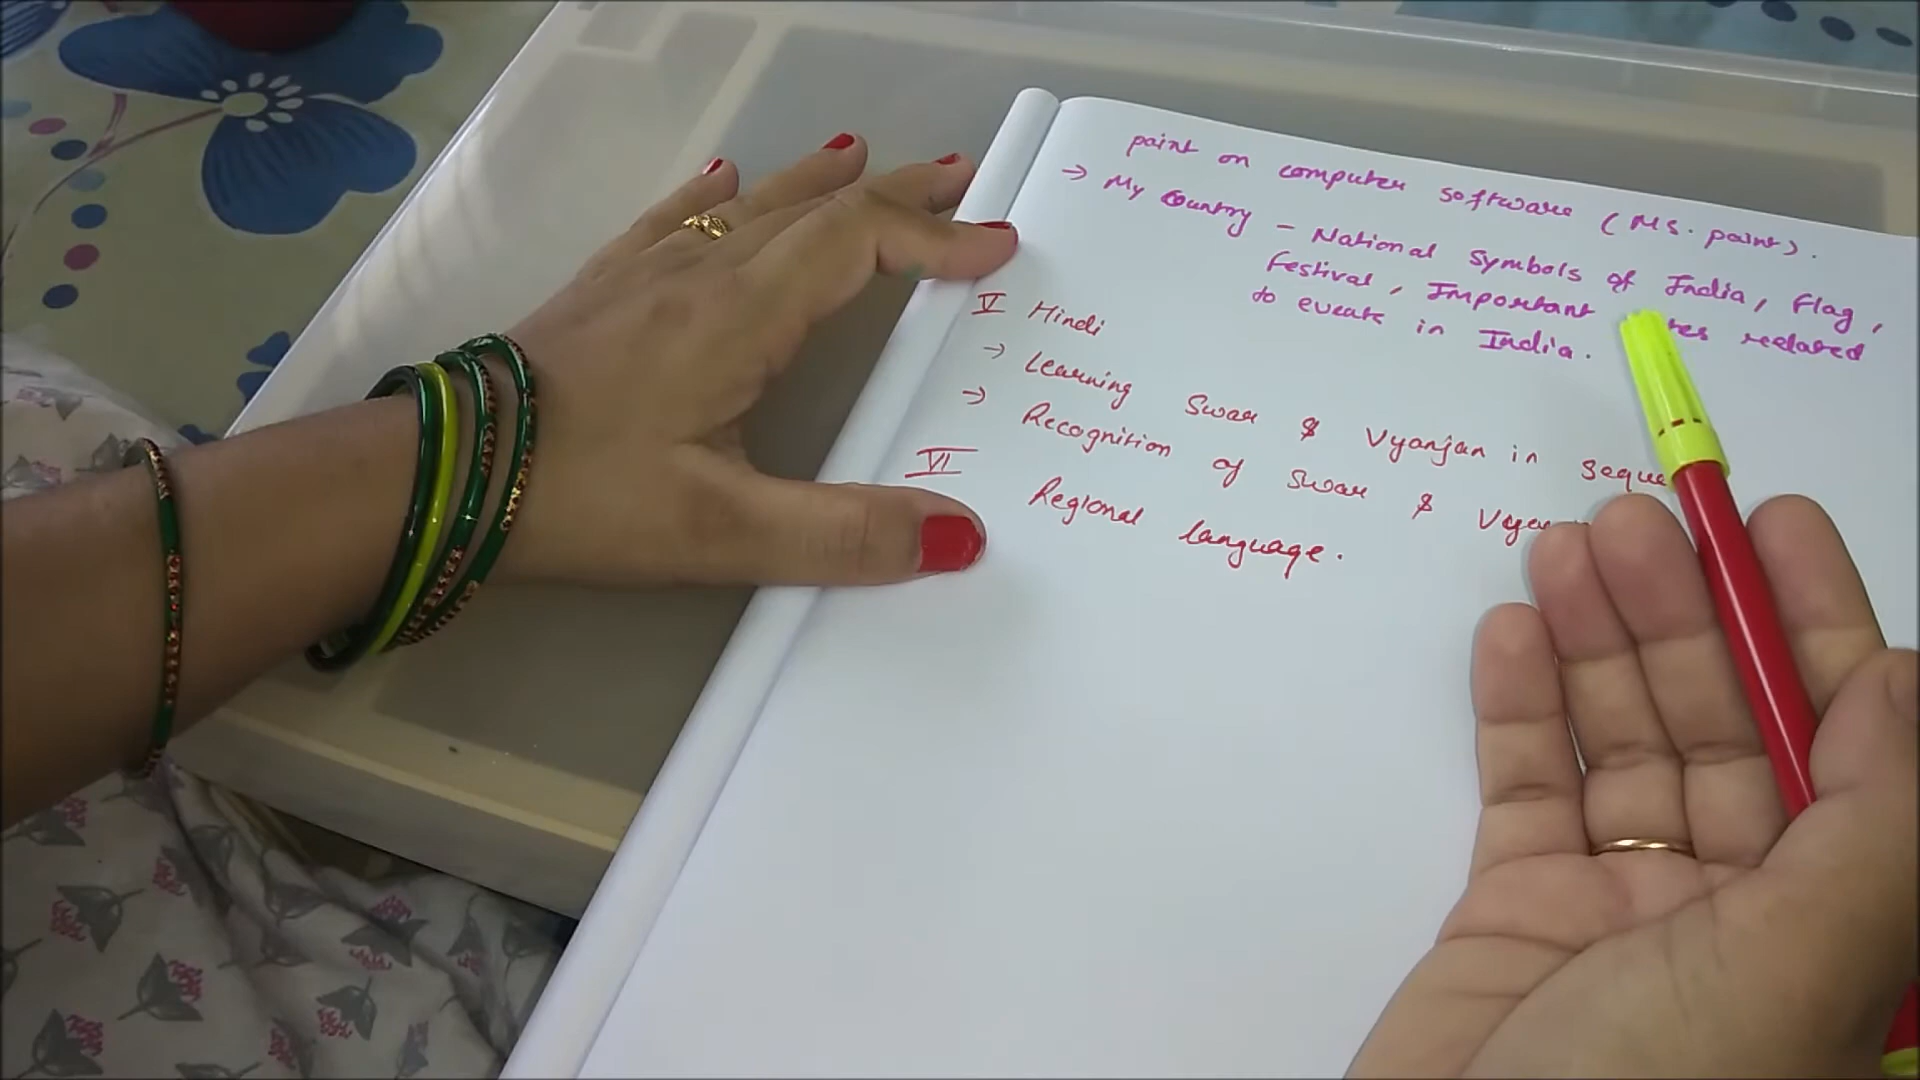 paint on computer software (MS. paint).
→ My Country - National Symbols of India, Flag,
Festival, Important related
to events in India.
V Hindi
→ Learning Swar & Vyanjan in
→ Recognition of Swar &
VI Regional language.